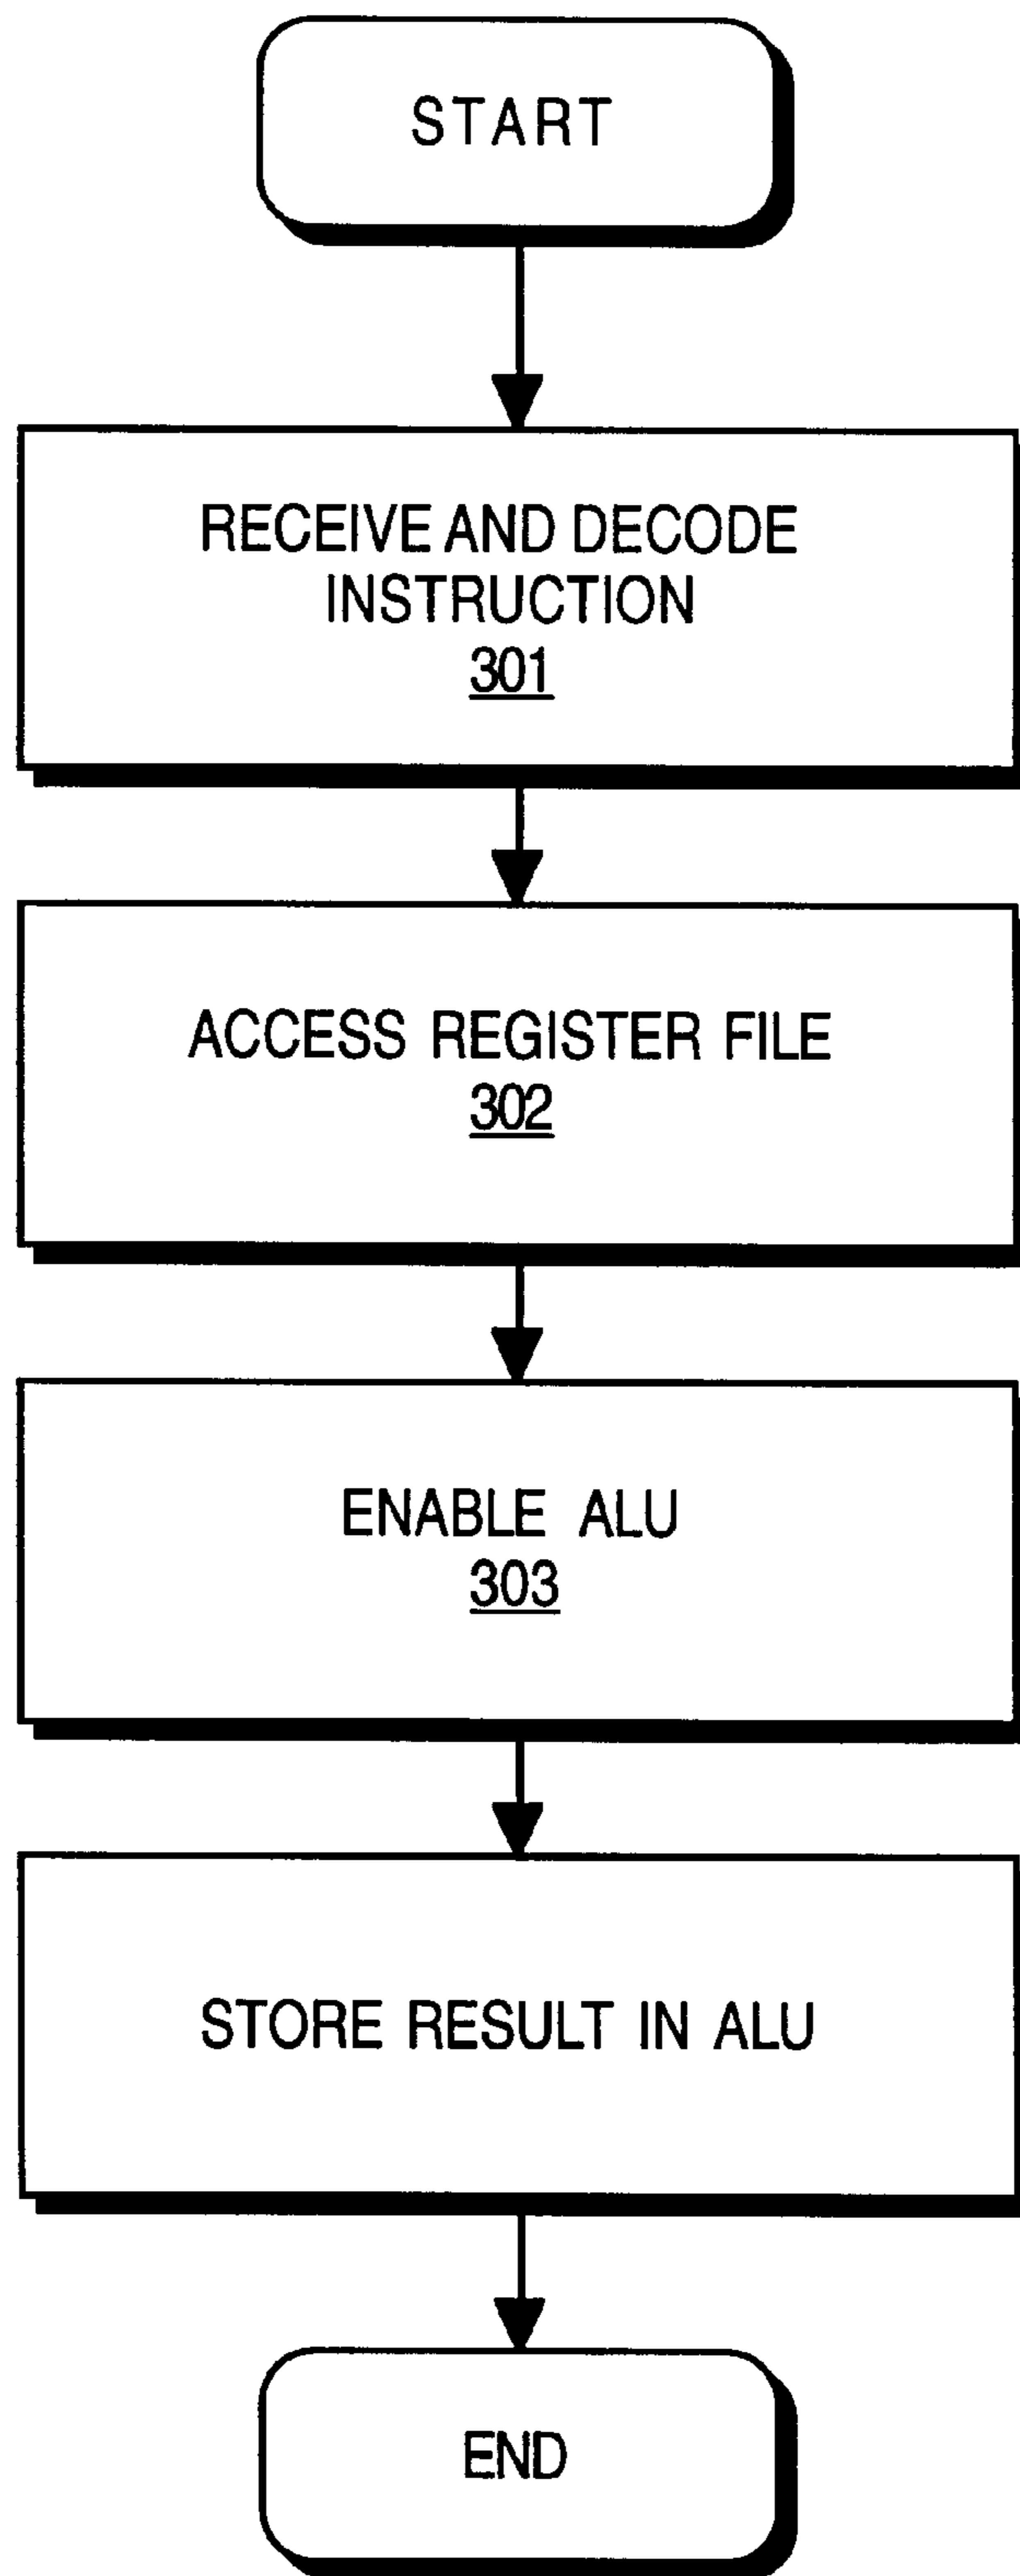 START
RECEIVE AND DECODE
INSTRUCTION
301
ACCESS REGISTER FILE
302
ENABLE ALU
303
STORE RESULT IN ALU
END